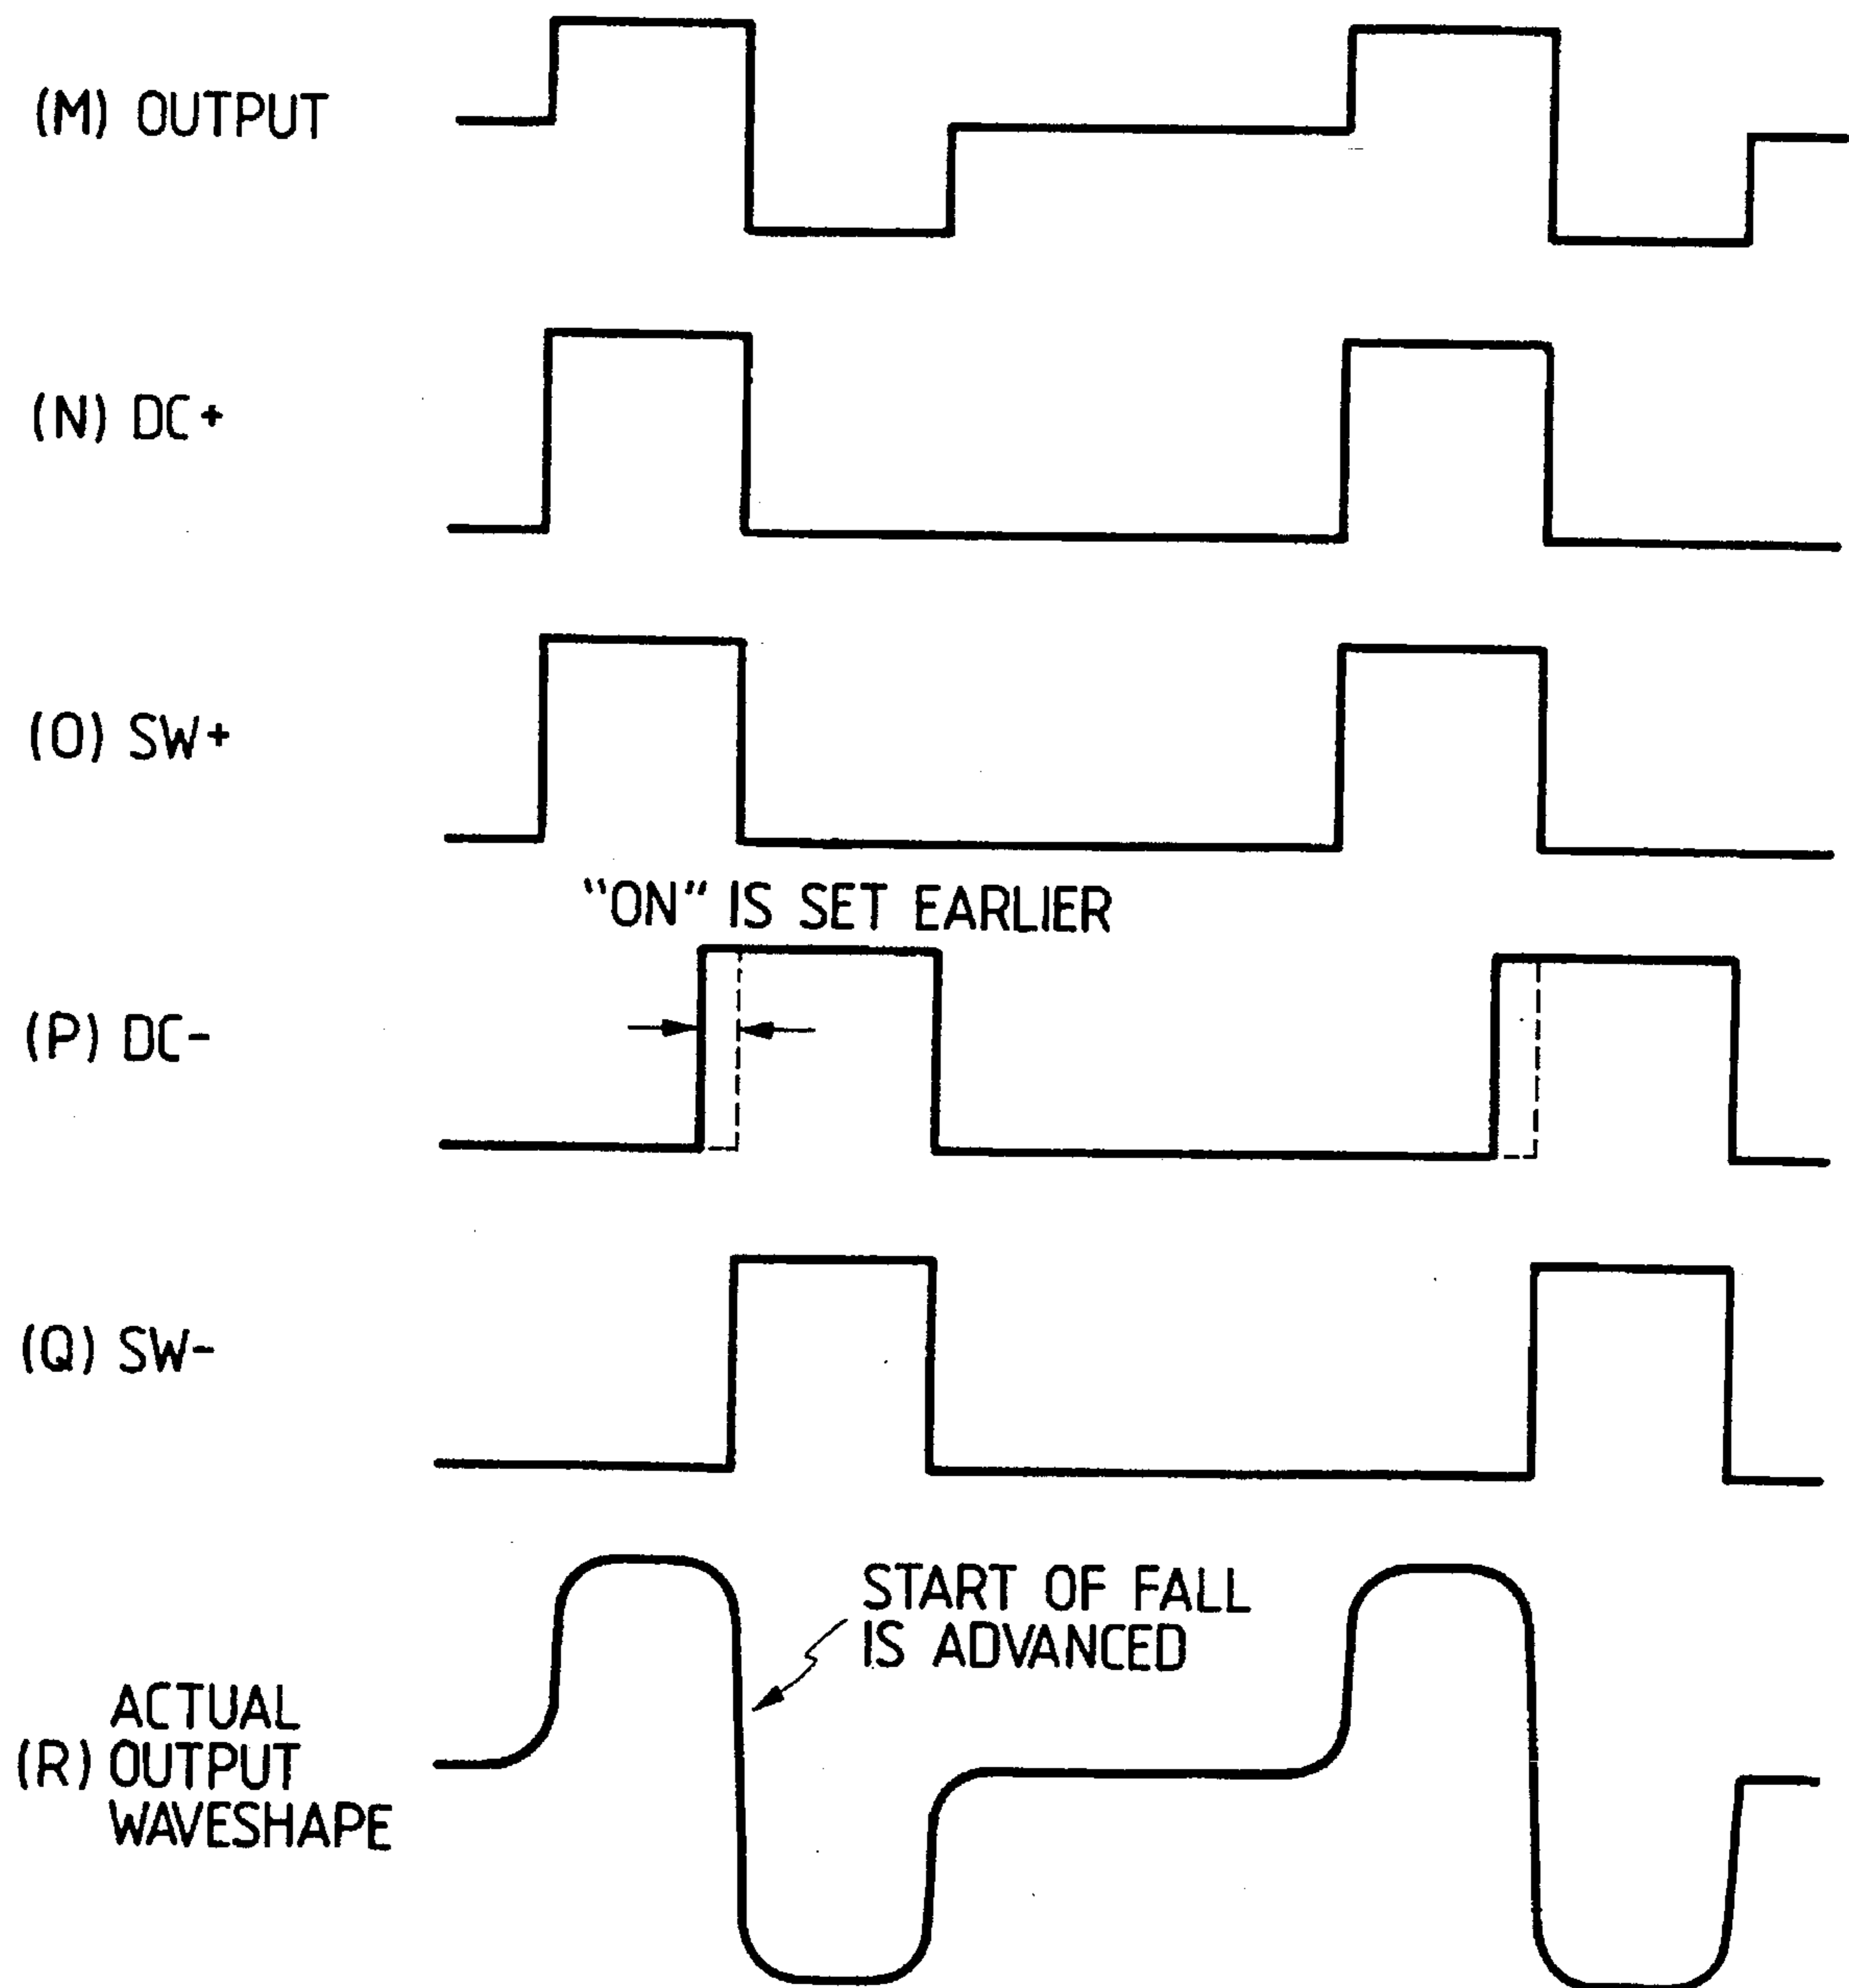 (M) OUTPUT
(N) DC+
(O) SW+
"ON" IS SET EARLIER
(P) DC-
(Q) SW-
START OF FALL
IS ADVANCED
ACTUAL
(R) OUTPUT
WAVESHAPE